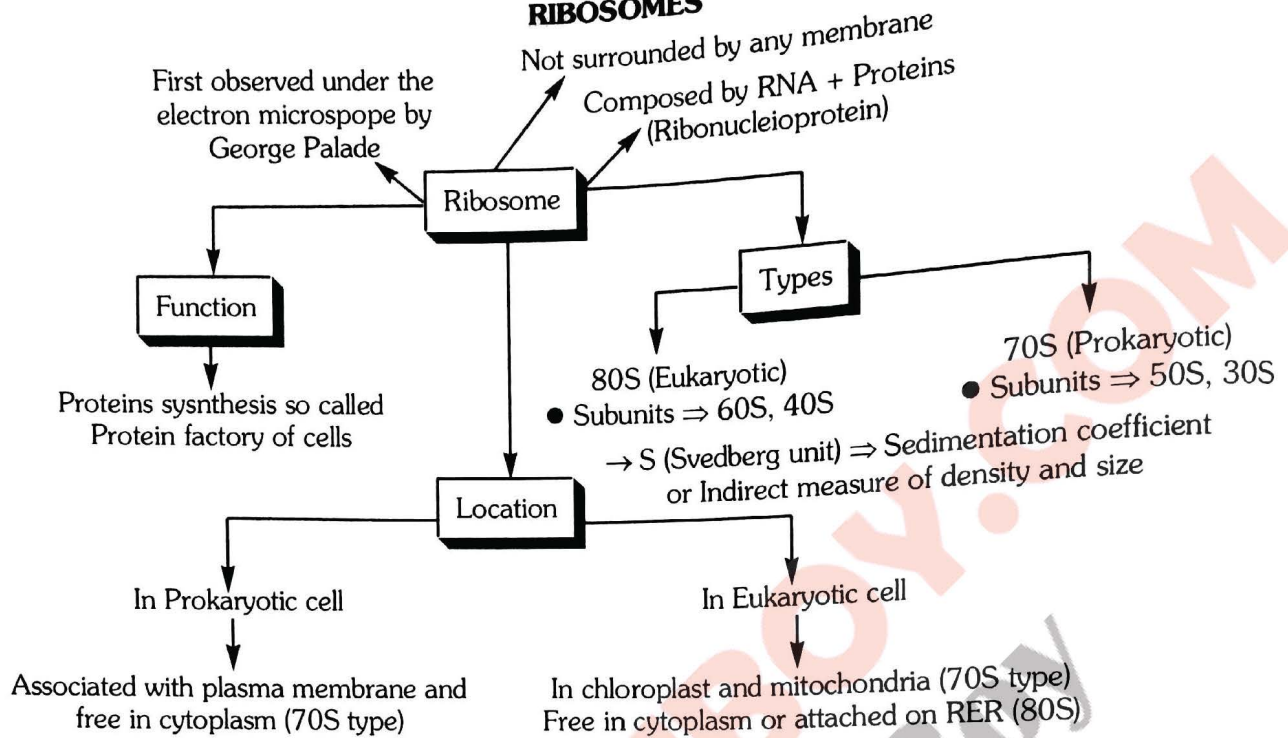 RIBOSOMES
Not surrounded by any membrane
First observed under the
electron microspope by
George Palade
Composed by RNA + Proteins
(Ribonucleioprotein)
Ribosome
Function
Types
Proteins sysnthesis so called
Protein factory of cells
80S (Eukaryotic)
● Subunits ⇒ 60S, 40S
70S (Prokaryotic)
● Subunits ⇒ 50S, 30S
→ S (Svedberg unit) ⇒ Sedimentation coefficient
or Indirect measure of density and size
Location
In Prokaryotic cell
In Eukaryotic cell
Associated with plasma membrane and
free in cytoplasm (70S type)
In chloroplast and mitochondria (70S type)
Free in cytoplasm or attached on RER (80S)
BOY.COM